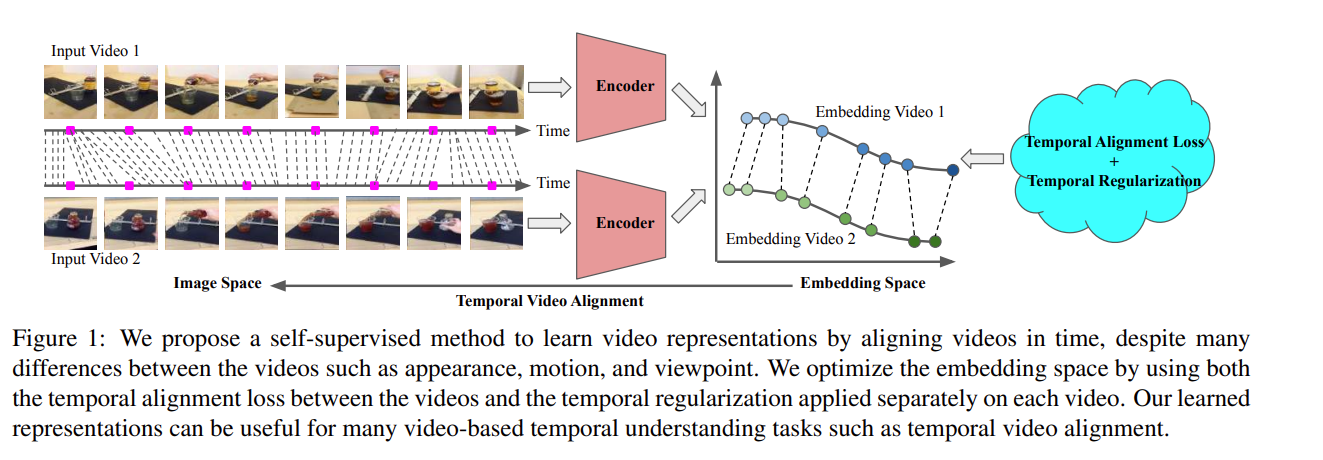 Input Video 1
Encoder
Time
Embedding Video 1
Temporal Alignment Loss
+
Temporal Regularization
Time
Encoder
Embedding Video 2
Input Video 2
Image Space
Embedding Space
Temporal Video Alignment
Figure 1: We propose a self-supervised method to learn video representations by aligning videos in time, despite many
differences between the videos such as appearance, motion, and viewpoint. We optimize the embedding space by using both
the temporal alignment loss between the videos and the temporal regularization applied separately on each video. Our learned
representations can be useful for many video-based temporal understanding tasks such as temporal video alignment.